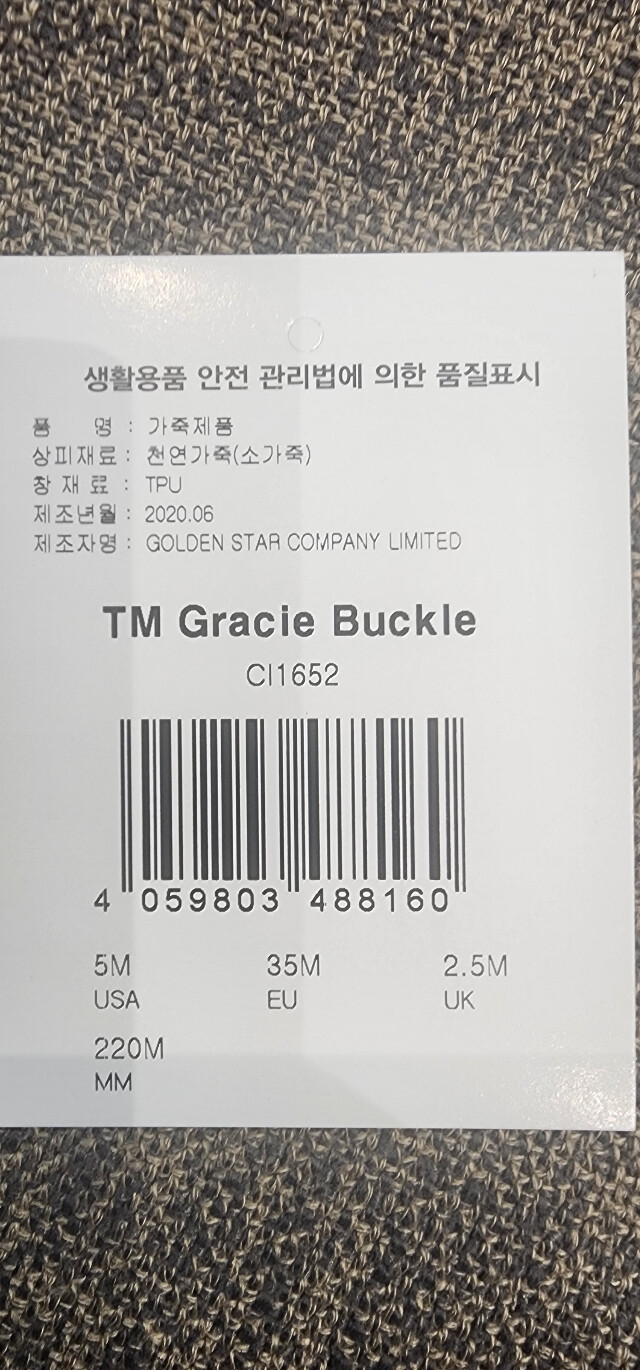 생활용품 안전 관리법에 의한 품질표시
품 명 : 가죽제품
상피재료 : 천연가죽(소가죽)
창 재 료 : TPU
제조년월 : 2020.06
제조자명 : GOLDEN STAR COMPANY LIMITED
TM Gracie Buckle
CI1652
4 059803 488160
5M 35M 2.5M
USA EU UK
220M
MM